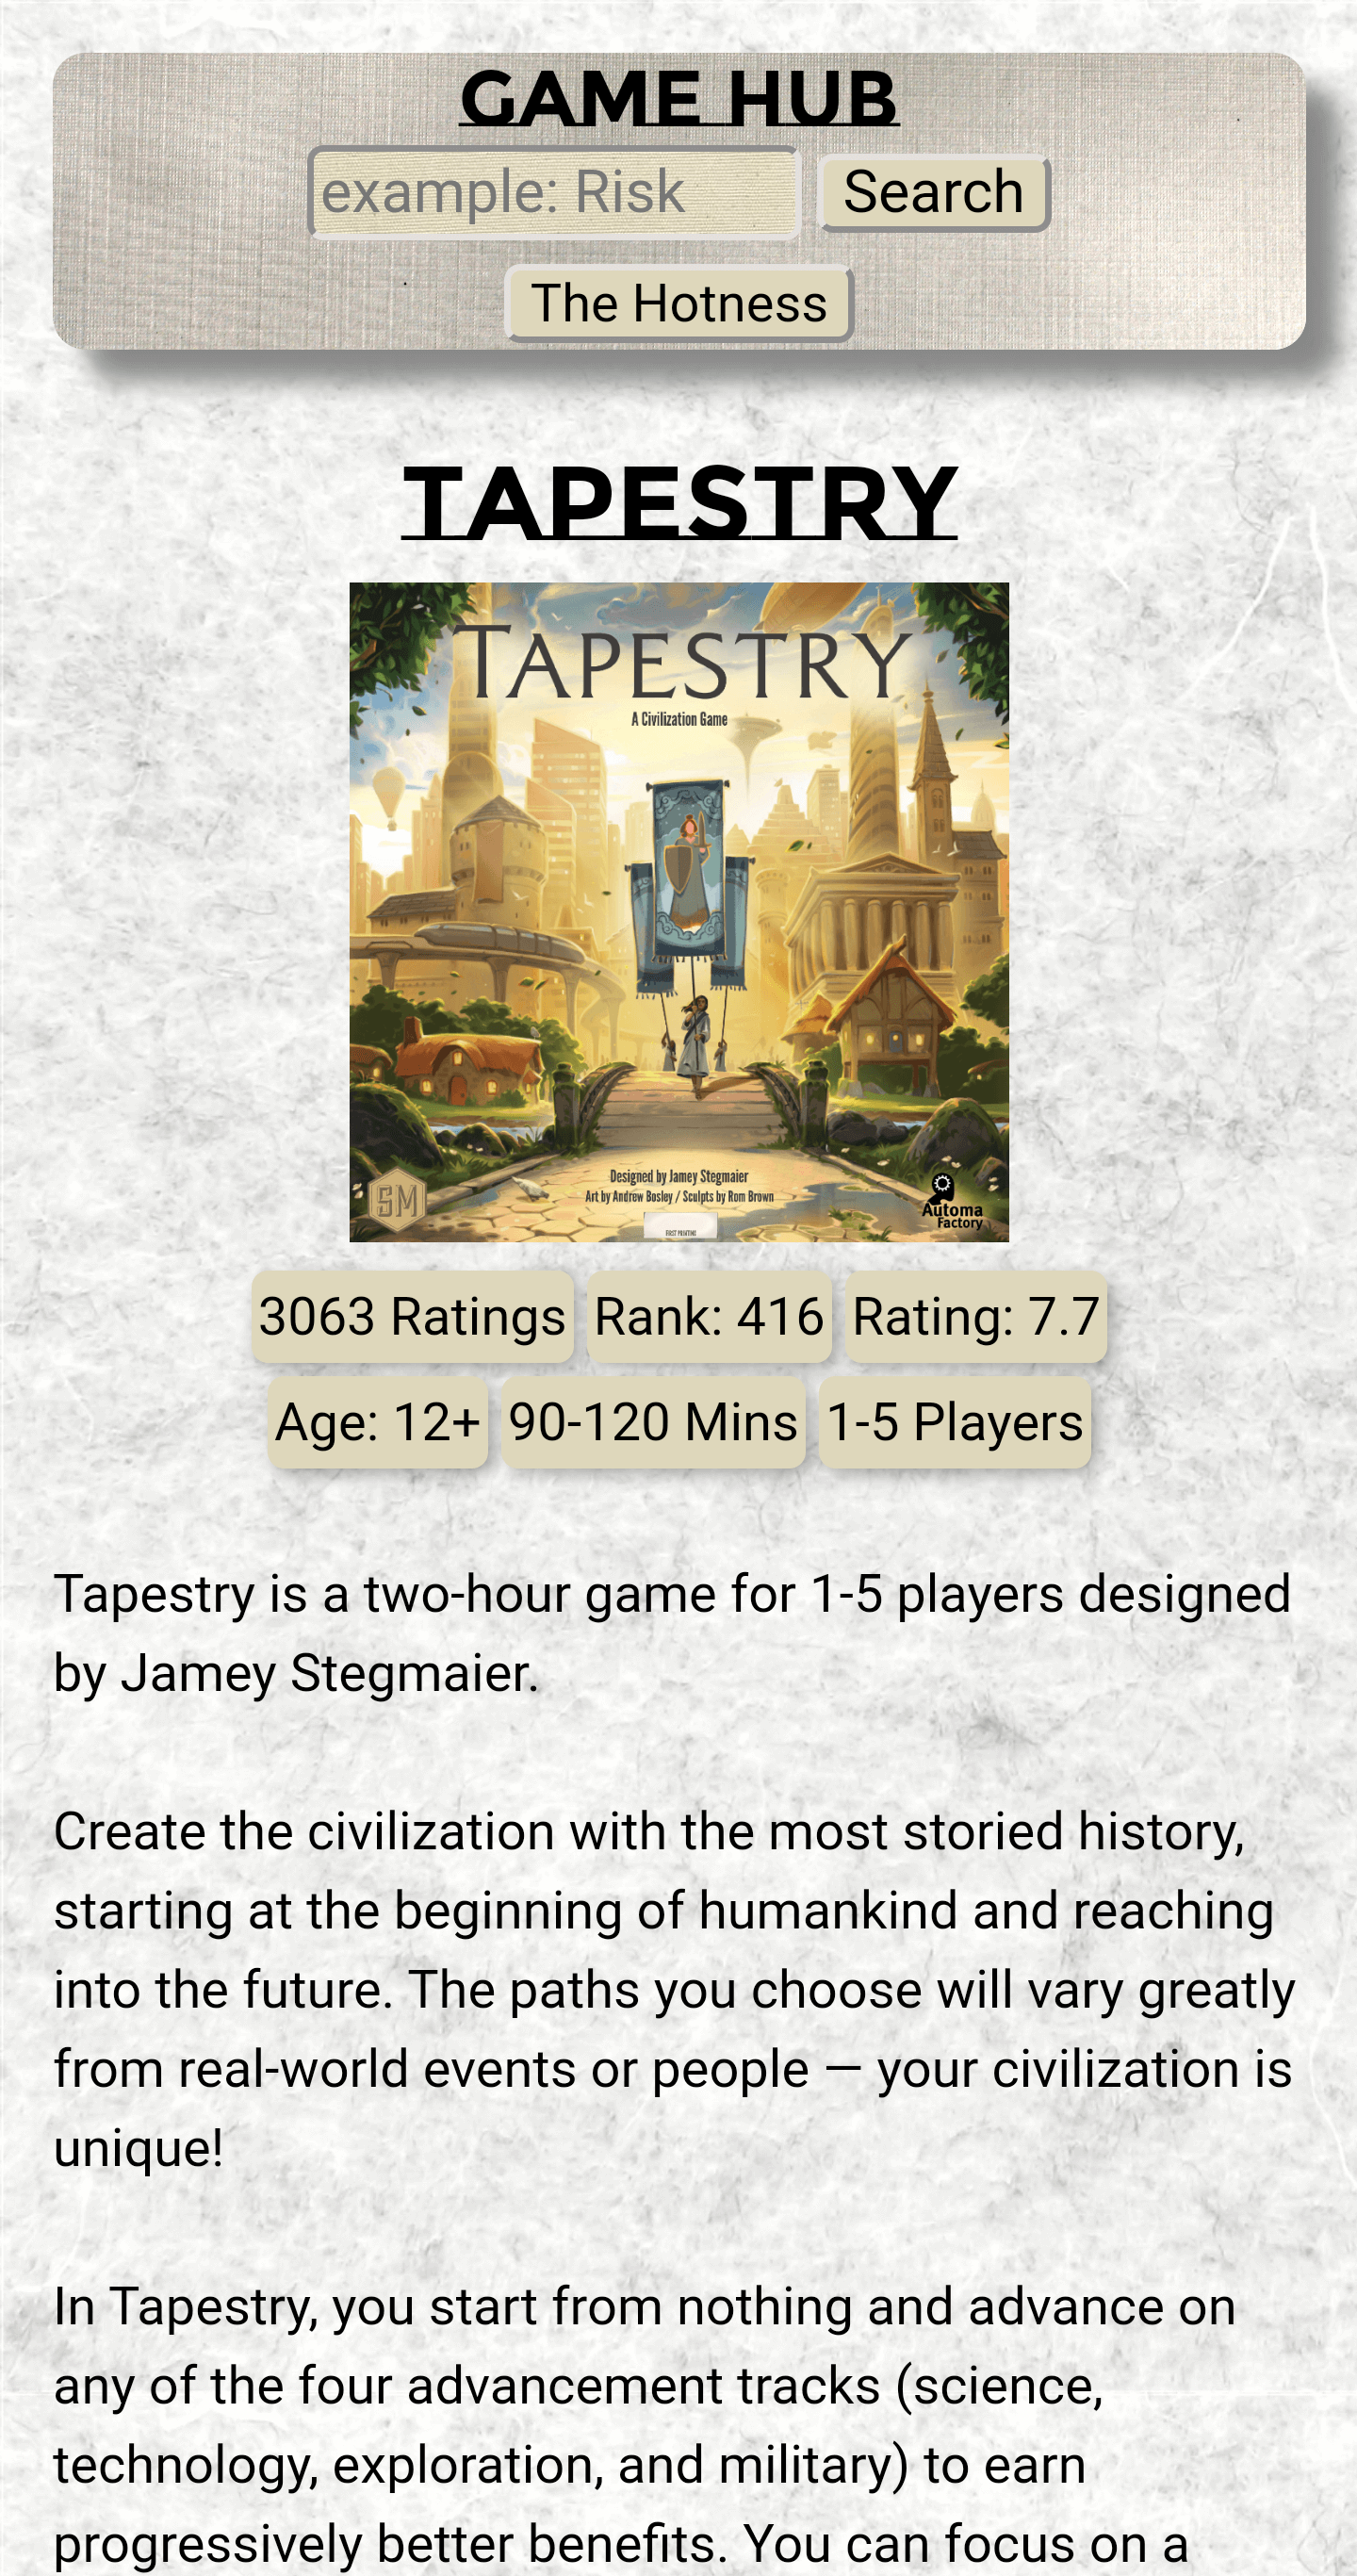 GAME HUB
example: Risk
Search
The Hotness
TAPESTRY
TAPESTRY
A Civilization Game
Designed by Jamey Stegmaier
Art by Andrew Bosley / Sculpts by Rom Brown
SM
Automa
Factory
FIRST PRINTING
3063 Ratings
Rank: 416
Rating: 7.7
Age: 12+
90-120 Mins
1-5 Players
Tapestry is a two-hour game for 1-5 players designed
by Jamey Stegmaier.
Create the civilization with the most storied history,
starting at the beginning of humankind and reaching
into the future. The paths you choose will vary greatly
from real-world events or people — your civilization is
unique!
In Tapestry, you start from nothing and advance on
any of the four advancement tracks (science,
technology, exploration, and military) to earn
progressively better benefits. You can focus on a